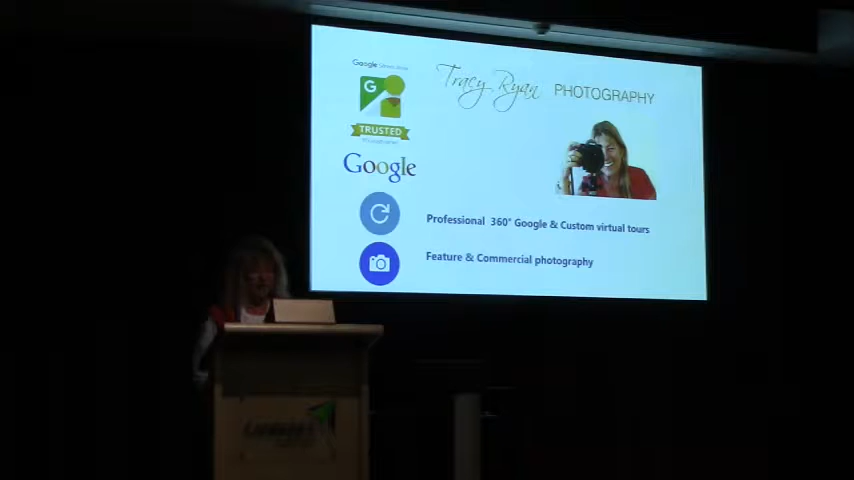 Google Street View
G
TRUSTED
Google
Tracy Ryan PHOTOGRAPHY
Professional 360° Google & Custom virtual tours
Feature & Commercial photography